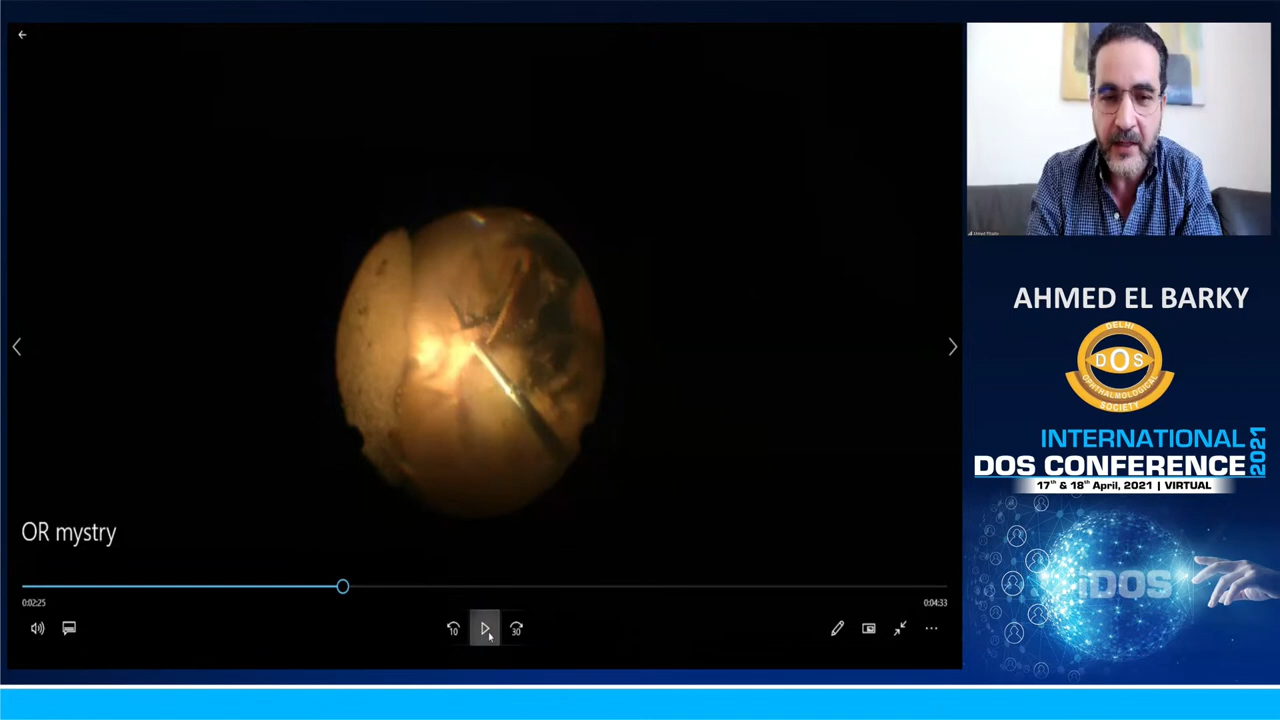 AHMED EL BARKY
DELHI
DOS
OPHTHALMOLOGICAL
SOCIETY
INTERNATIONAL
DOS CONFERENCE
2021
17th & 18th April, 2021 | VIRTUAL
iDOS
OR mystry
0:02:25
0:04:33
10
30